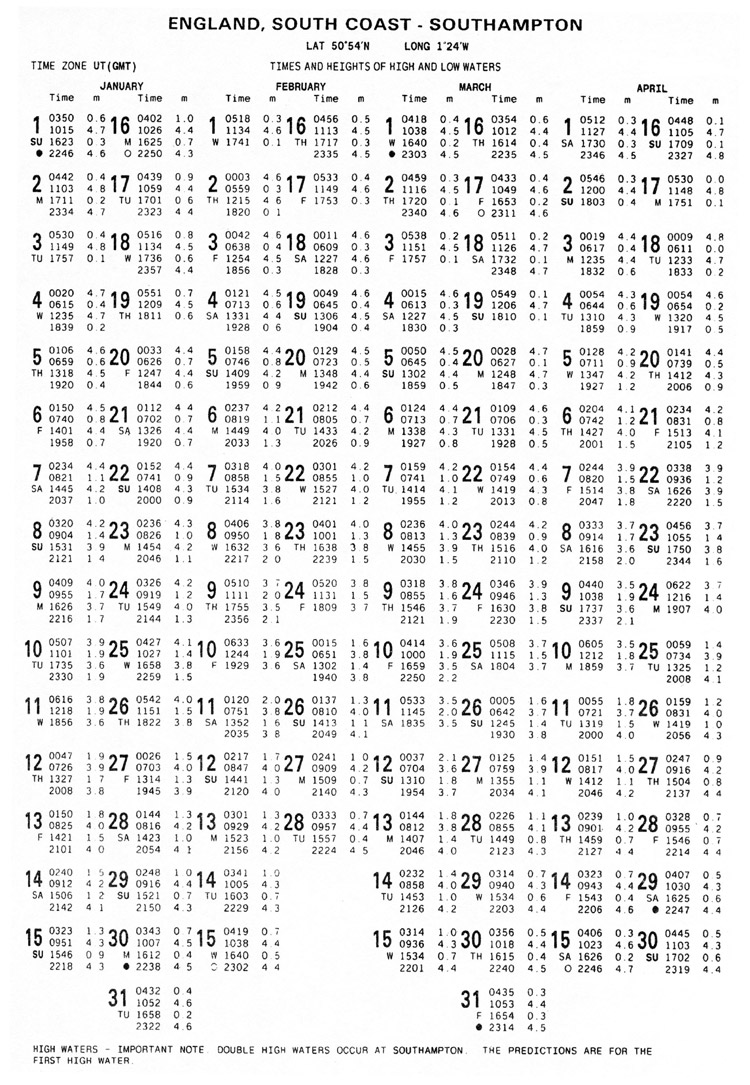 ENGLAND, SOUTH COAST - SOUTHAMPTON
LAT 50°54'N LONG 1°24'W
TIME ZONE UT(GMT) TIMES AND HEIGHTS OF HIGH AND LOW WATERS
JANUARY FEBRUARY MARCH APRIL
Time m Time m Time m Time m Time m Time m Time m Time m
1 0350 0.6 16 0402 1.0 1 0518 0.3 16 0456 0.5 1 0418 0.4 16 0354 0.6 1 0512 0.3 16 0448 0.1
1015 4.7 1026 4.4 1134 4.6 1113 4.5 1038 4.5 1012 4.4 1127 4.4 1105 4.7
SU 1623 0.3 M 1625 0.7 W 1741 0.1 TH 1717 0.3 W 1640 0.2 TH 1614 0.4 SA 1730 0.3 SU 1709 0.1
● 2246 4.6 O 2250 4.3 2335 4.5 ● 2303 4.5 2235 4.5 2346 4.5 2327 4.8
2 0442 0.4 17 0439 0.9 2 0003 4.6 17 0533 0.3 2 0459 0.3 17 0433 0.4 2 0546 0.3 17 0530 0.0
1103 4.8 1059 4.4 0559 0.3 1149 4.6 1116 4.5 1049 4.6 1200 4.4 1148 4.8
M 1711 0.2 TU 1701 0.6 TH 1215 4.6 F 1753 0.3 TH 1720 0.1 F 1653 0.2 SU 1803 0.4 M 1751 0.1
2334 4.7 2323 4.4 1820 0.1 2340 4.6 O 2311 4.6
3 0530 0.4 18 0516 0.8 3 0042 4.6 18 0011 4.6 3 0538 0.2 18 0511 0.2 3 0019 4.4 18 0009 4.8
1149 4.8 1134 4.5 0638 0.4 0609 0.3 1151 4.5 1126 4.7 0617 0.4 0611 0.0
TU 1757 0.1 W 1736 0.6 F 1254 4.5 SA 1227 4.6 F 1757 0.1 SA 1732 0.1 M 1235 4.4 TU 1233 4.7
2357 4.4 1856 0.3 1828 0.3 2348 4.7 1832 0.6 1833 0.2
4 0020 4.7 19 0551 0.7 4 0121 4.5 19 0049 4.6 4 0015 4.6 19 0549 0.1 4 0054 4.3 19 0054 4.6
0615 0.4 1209 4.5 0713 0.6 0645 0.4 0613 0.3 1206 4.7 0644 0.6 0654 0.2
W 1235 4.7 TH 1811 0.6 SA 1331 4.4 SU 1306 4.5 SA 1227 4.5 SU 1810 0.1 TU 1310 4.3 W 1320 4.5
1839 0.2 1928 0.6 1904 0.4 1830 0.3 1859 0.9 1917 0.5
5 0106 4.6 20 0033 4.4 5 0158 4.4 20 0129 4.5 5 0050 4.5 20 0028 4.7 5 0128 4.2 20 0141 4.4
0659 0.6 0626 0.7 0746 0.8 0723 0.5 0645 0.4 0627 0.1 0711 0.9 0739 0.5
TH 1318 4.5 F 1247 4.4 SU 1409 4.2 M 1348 4.4 SU 1302 4.4 M 1248 4.7 W 1347 4.2 TH 1412 4.3
1920 0.4 1844 0.6 1959 0.9 1942 0.6 1859 0.5 1847 0.3 1927 1.2 2006 0.9
6 0150 4.5 21 0112 4.4 6 0237 4.2 21 0212 4.4 6 0124 4.4 21 0109 4.6 6 0204 4.1 21 0234 4.2
0740 0.8 0702 0.7 0819 1.1 0805 0.7 0713 0.7 0706 0.3 0742 1.2 0831 0.8
F 1401 4.4 SA 1326 4.4 M 1449 4.0 TU 1433 4.2 M 1338 4.3 TU 1331 4.5 TH 1427 4.0 F 1513 4.1
1958 0.7 1920 0.7 2033 1.3 2026 0.9 1927 0.8 1928 0.5 2001 1.5 2105 1.2
7 0234 4.4 22 0152 4.4 7 0318 4.0 22 0301 4.2 7 0159 4.2 22 0154 4.4 7 0244 3.9 22 0338 3.9
0821 1.1 0741 0.9 0858 1.5 0855 1.0 0741 1.0 0749 0.6 0820 1.5 0936 1.2
SA 1445 4.2 SU 1408 4.3 TU 1534 3.8 W 1527 4.0 TU 1414 4.1 W 1419 4.3 F 1514 3.8 SA 1626 3.9
2037 1.0 2000 0.9 2114 1.6 2121 1.2 1955 1.2 2013 0.8 2047 1.8 2220 1.5
8 0320 4.2 23 0236 4.3 8 0406 3.8 23 0401 4.0 8 0236 4.0 23 0244 4.2 8 0333 3.7 23 0456 3.7
0904 1.4 0826 1.0 0950 1.8 1001 1.3 0813 1.3 0839 0.9 0914 1.7 1055 1.4
SU 1531 3.9 M 1454 4.2 W 1632 3.6 TH 1638 3.8 W 1455 3.9 TH 1516 4.0 SA 1616 3.6 SU 1750 3.8
2121 1.4 2046 1.1 2217 2.0 2239 1.5 2030 1.5 2110 1.2 2158 2.0 2344 1.6
9 0409 4.0 24 0326 4.2 9 0510 3.7 24 0520 3.8 9 0318 3.8 24 0346 3.9 9 0440 3.5 24 0622 3.7
0955 1.7 0919 1.2 1111 2.0 1131 1.5 0855 1.6 0946 1.3 1038 1.9 1216 1.4
M 1626 3.7 TU 1549 4.0 TH 1755 3.5 F 1809 3.7 TH 1546 3.7 F 1630 3.8 SU 1737 3.6 M 1907 4.0
2216 1.7 2144 1.3 2356 2.1 2121 1.9 2230 1.5 2337 2.1
10 0507 3.9 25 0427 4.1 10 0633 3.6 25 0015 1.6 10 0414 3.6 25 0508 3.7 10 0605 3.5 25 0059 1.4
1101 1.9 1027 1.4 1244 1.9 0651 3.8 1000 1.9 1115 1.5 1212 1.8 0734 3.9
TU 1735 3.6 W 1658 3.8 F 1929 3.6 SA 1302 1.4 F 1659 3.5 SA 1804 3.7 M 1859 3.7 TU 1325 1.2
2330 1.9 2259 1.5 1940 3.8 2250 2.2 2008 4.1
11 0616 3.8 26 0542 4.0 11 0120 2.0 26 0137 1.3 11 0533 3.5 26 0005 1.6 11 0055 1.8 26 0159 1.2
1218 1.9 1151 1.5 0751 3.8 0810 4.0 1145 2.0 0642 3.7 0721 3.7 0831 4.0
W 1856 3.6 TH 1822 3.8 SA 1352 1.6 SU 1413 1.1 SA 1835 3.5 SU 1245 1.4 TU 1319 1.5 W 1419 1.0
2035 3.8 2049 4.1 1930 3.8 2000 4.0 2056 4.3
12 0047 1.9 27 0026 1.5 12 0217 1.7 27 0241 1.0 12 0037 2.1 27 0125 1.4 12 0151 1.5 27 0247 0.9
0726 3.9 0703 4.0 0847 4.0 0909 4.2 0704 3.6 0759 3.9 0817 4.0 0916 4.2
TH 1327 1.7 F 1314 1.3 SU 1441 1.3 M 1509 0.7 SU 1310 1.8 M 1355 1.1 W 1412 1.1 TH 1504 0.8
2008 3.8 1945 3.9 2120 4.0 2140 4.3 1954 3.7 2034 4.1 2046 4.2 2137 4.4
13 0150 1.8 28 0144 1.3 13 0301 1.3 28 0333 0.7 13 0144 1.8 28 0226 1.1 13 0239 1.0 28 0328 0.7
0825 4.0 0816 4.2 0929 4.2 0957 4.4 0812 3.8 0855 4.1 0901 4.2 0955 4.2
F 1421 1.5 SA 1423 1.0 M 1523 1.0 TU 1557 0.4 M 1407 1.4 TU 1449 0.8 TH 1459 0.7 F 1546 0.7
2101 4.0 2054 4.1 2156 4.2 2224 4.5 2046 4.0 2123 4.3 2127 4.4 2214 4.4
14 0240 1.5 29 0248 1.0 14 0341 1.0 14 0232 1.4 29 0314 0.7 14 0323 0.7 29 0407 0.5
0912 4.2 0916 4.4 1005 4.3 0858 4.0 0940 4.3 0943 4.4 1030 4.3
SA 1506 1.2 SU 1521 0.7 TU 1603 0.7 TU 1453 1.0 W 1534 0.6 F 1543 0.4 SA 1625 0.6
2142 4.1 2150 4.3 2229 4.3 2126 4.2 2203 4.4 2206 4.6 ● 2247 4.4
15 0323 1.3 30 0343 0.7 15 0419 0.7 15 0314 1.0 30 0356 0.5 15 0406 0.3 30 0445 0.5
0951 4.3 1007 4.5 1038 4.4 0936 4.3 1018 4.4 1023 4.6 1103 4.3
SU 1546 0.9 M 1612 0.4 W 1640 0.5 W 1534 0.7 TH 1615 0.4 SA 1626 0.2 SU 1702 0.6
2218 4.3 ● 2238 4.5 O 2302 4.4 2201 4.4 2240 4.5 O 2246 4.7 2319 4.4
31 0432 0.4 31 0435 0.3
1052 4.6 1053 4.4
TU 1658 0.2 F 1654 0.3
2322 4.6 ● 2314 4.5
HIGH WATERS - IMPORTANT NOTE. DOUBLE HIGH WATERS OCCUR AT SOUTHAMPTON. THE PREDICTIONS ARE FOR THE
FIRST HIGH WATER.